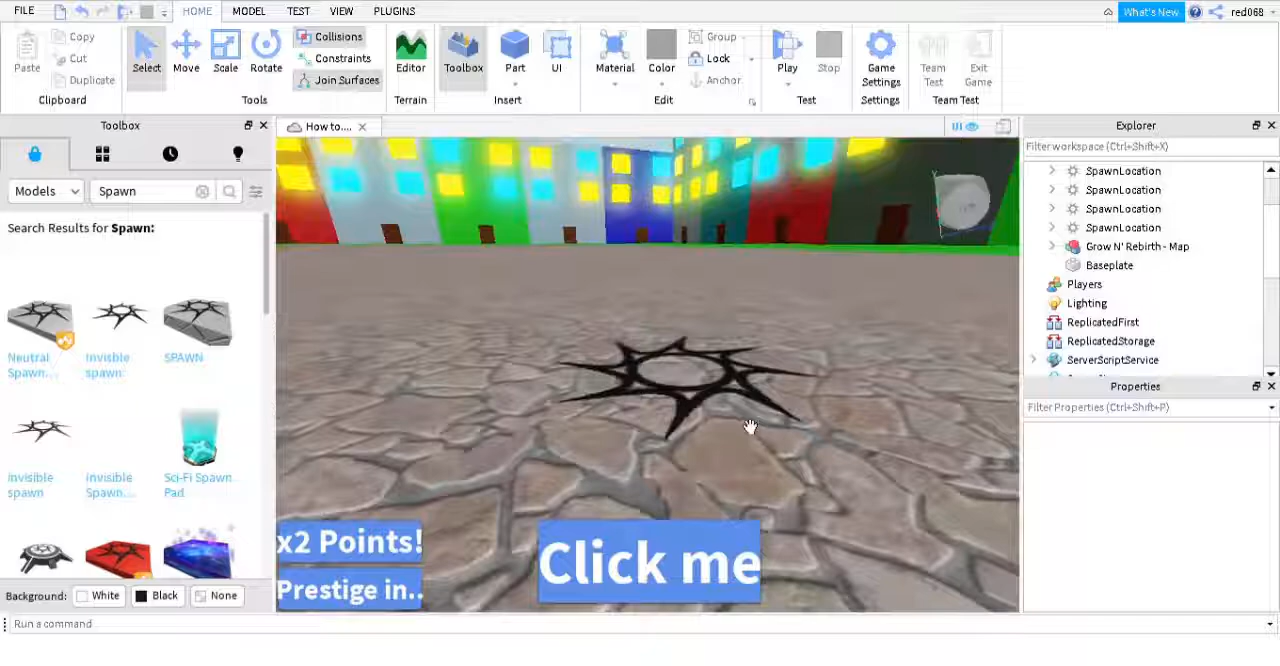 FILE HOME MODEL TEST VIEW PLUGINS What's New red068
Paste Copy Cut Duplicate Clipboard
Select Move Scale Rotate Collisions Constraints Join Surfaces Tools
Editor Terrain
Toolbox Part UI Insert
Material Color Group Lock Anchor Edit
Play Stop Test
Game Settings Settings
Team Test Exit Game Team Test
Toolbox
Models Spawn
Search Results for Spawn:
Neutral Spawn...
Invisible spawn
SPAWN
invisible spawn
Invisible Spawn...
Sci-Fi Spawn Pad
Background: White Black None
How to....
UI
x2 Points!
Prestige in..
Click me
Explorer
Filter workspace (Ctrl+Shift+X)
SpawnLocation
SpawnLocation
SpawnLocation
SpawnLocation
Grow N' Rebirth - Map
Baseplate
Players
Lighting
ReplicatedFirst
ReplicatedStorage
ServerScriptService
Properties
Filter Properties (Ctrl+Shift+P)
Run a command